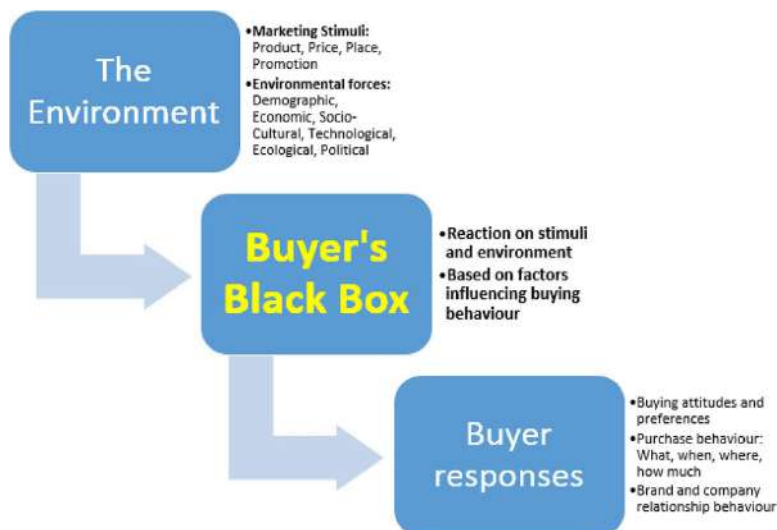 The
Environment
•Marketing Stimuli:
Product, Price, Place,
Promotion
•Environmental forces:
Demographic,
Economic, Socio-
Cultural, Technological,
Ecological, Political
Buyer's
Black Box
•Reaction on stimuli
and environment
•Based on factors
influencing buying
behaviour
Buyer
responses
•Buying attitudes and
preferences
•Purchase behaviour:
What, when, where,
how much
•Brand and company
relationship behaviour